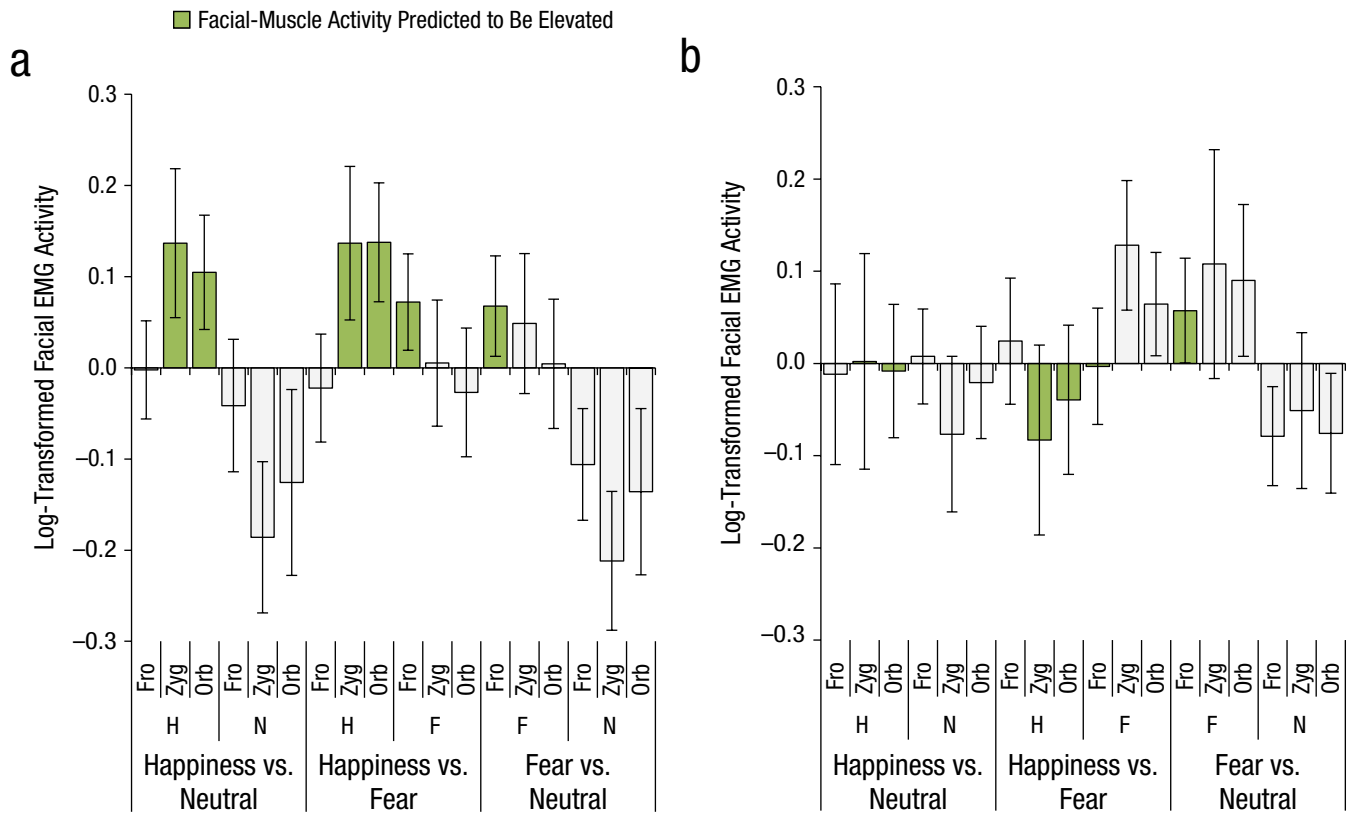 Facial-Muscle Activity Predicted to Be Elevated
a
Log-Transformed Facial EMG Activity
0.3
0.2
0.1
0.0
–0.1
–0.2
–0.3
Fro Zyg Orb Fro Zyg Orb Fro Zyg Orb Fro Zyg Orb Fro Zyg Orb Fro Zyg Orb
H N H F F N
Happiness vs. Neutral
Happiness vs. Fear
Fear vs. Neutral
b
Log-Transformed Facial EMG Activity
0.3
0.2
0.1
0.0
–0.1
–0.2
–0.3
Fro Zyg Orb Fro Zyg Orb Fro Zyg Orb Fro Zyg Orb Fro Zyg Orb Fro Zyg Orb
H N H F F N
Happiness vs. Neutral
Happiness vs. Fear
Fear vs. Neutral